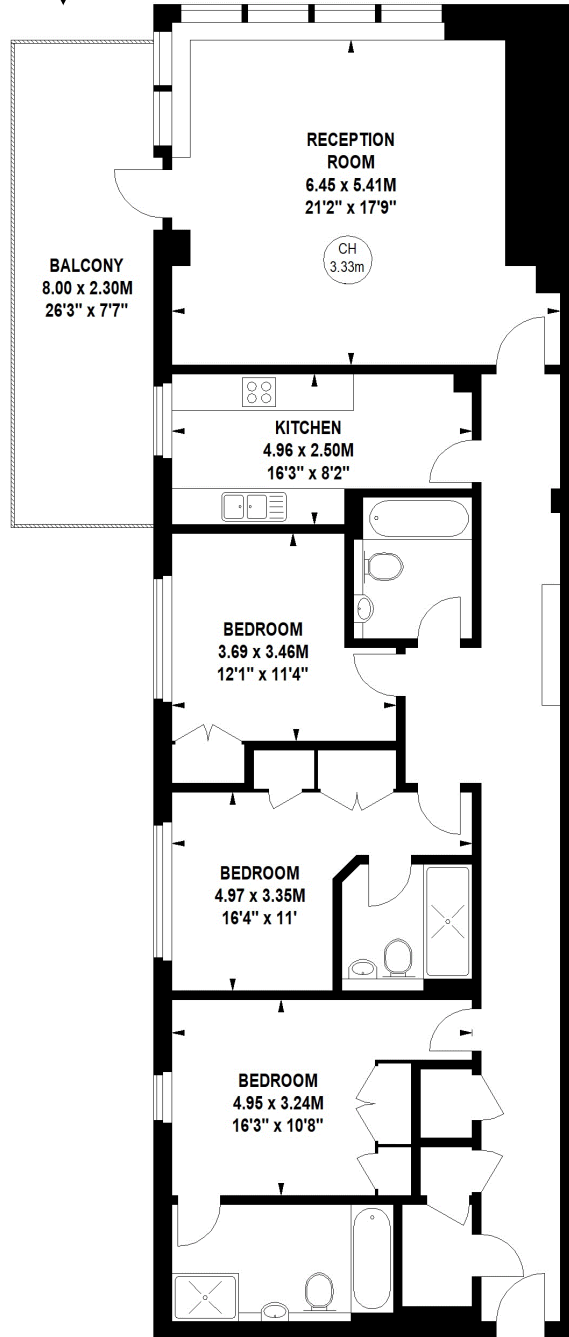 RECEPTION
ROOM
6.45 x 5.41M
21'2" x 17'9"
CH
3.33m
BALCONY
8.00 x 2.30M
26'3" x 7'7"
KITCHEN
4.96 x 2.50M
16'3" x 8'2"
BEDROOM
3.69 x 3.46M
12'1" x 11'4"
BEDROOM
4.97 x 3.35M
16'4" x 11'
BEDROOM
4.95 x 3.24M
16'3" x 10'8"